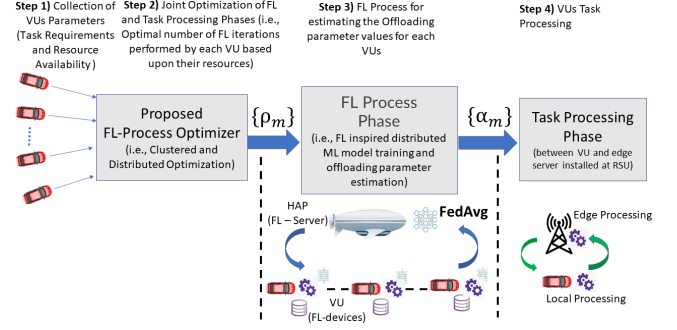 Step 1) Collection of
VUs Parameters
(Task Requirements
and Resource
Availability )
Step 2) Joint Optimization of FL
and Task Processing Phases (i.e.,
Optimal number of FL iterations
performed by each VU based
upon their resources)
Step 3) FL Process for
estimating the Offloading
parameter values for each
VUs
Step 4) VUs Task
Processing
Proposed
FL-Process Optimizer
(i.e., Clustered and
Distributed Optimization)
{ρₘ}
FL Process
Phase
(i.e., FL inspired distributed
ML model training and
offloading parameter
estimation)
{αₘ}
Task Processing
Phase
(between VU and edge
server installed at RSU)
HAP
(FL – Server)
FedAvg
VU
(FL-devices)
Edge Processing
Local Processing